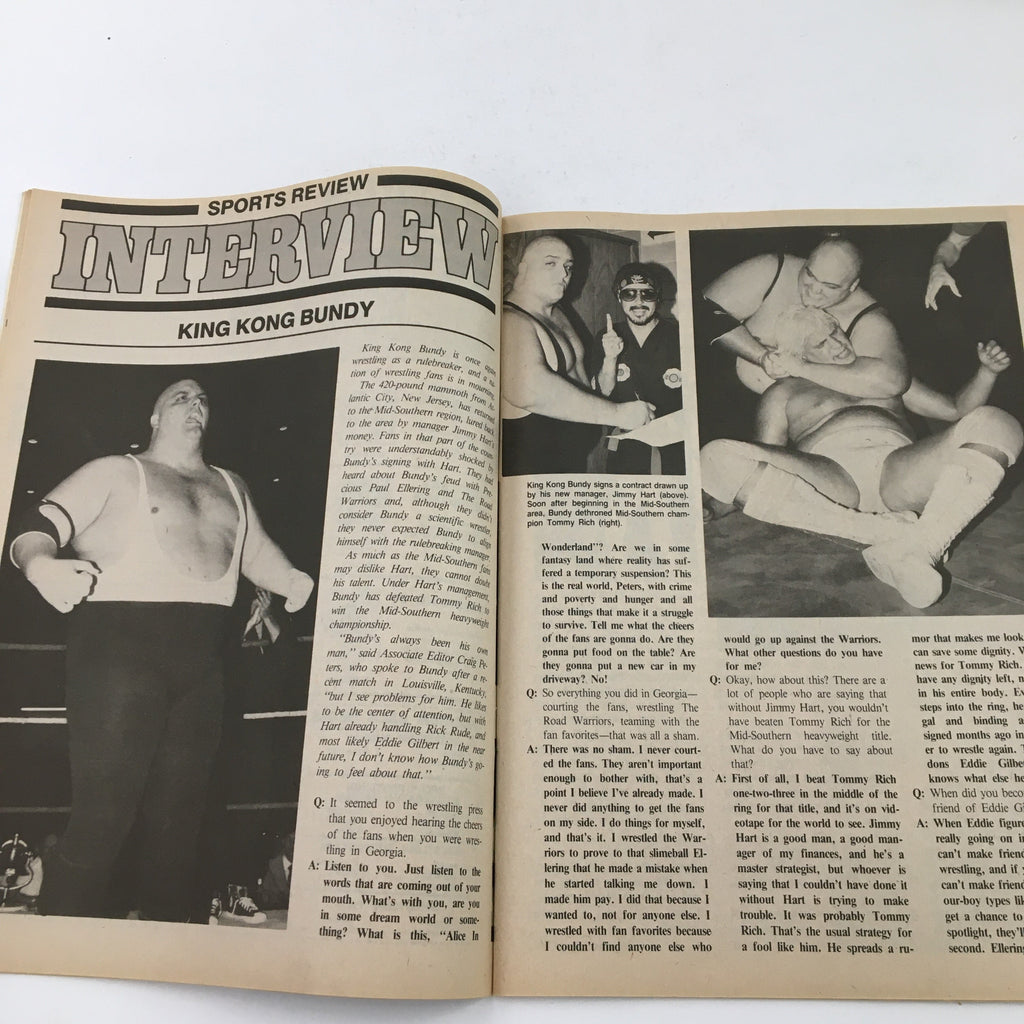 SPORTS REVIEW
INTERVIEW
KING KONG BUNDY
King Kong Bundy is once again
wrestling as a rulebreaker, and a
tion of wrestling fans is in mourning.
The 420-pound mammoth from At-
lantic City, New Jersey, has returned
to the Mid-Southern region, lured back
to the area by manager Jimmy Hart's
money. Fans in that part of the coun-
try were understandably shocked by
Bundy's signing with Hart. They had
heard about Bundy's feud with Pre-
cious Paul Ellering and The Road
Warriors and, although they didn't
consider Bundy a scientific wrestler,
they never expected Bundy to align
himself with the rulebreaking manager.
As much as the Mid-Southern fans
may dislike Hart, they cannot doubt
his talent. Under Hart's management,
Bundy has defeated Tommy Rich to
win the Mid-Southern heavyweight
championship.
"Bundy's always been his own
man," said Associate Editor Craig Pe-
ters, who spoke to Bundy after a re-
cent match in Louisville, Kentucky,
"but I see problems for him. He likes
to be the center of attention, but with
Hart already handling Rick Rude, and
most likely Eddie Gilbert in the near
future, I don't know how Bundy's go-
ing to feel about that."
Q: It seemed to the wrestling press
that you enjoyed hearing the cheers
of the fans when you were wres-
tling in Georgia.
A: Listen to you. Just listen to the
words that are coming out of your
mouth. What's with you, are you
in some dream world or some-
thing? What is this, "Alice In
King Kong Bundy signs a contract drawn up
by his new manager, Jimmy Hart (above).
Soon after beginning in the Mid-Southern
area, Bundy dethroned Mid-Southern cham-
pion Tommy Rich (right).
Wonderland"? Are we in some
fantasy land where reality has suf-
fered a temporary suspension? This
is the real world, Peters, with crime
and poverty and hunger and all
those things that make it a struggle
to survive. Tell me what the cheers
of the fans are gonna do. Are they
gonna put food on the table? Are
they gonna put a new car in my
driveway? No!
Q: So everything you did in Georgia—
courting the fans, wrestling The
Road Warriors, teaming with the
fan favorites—that was all a sham.
A: There was no sham. I never court-
ed the fans. They aren't important
enough to bother with, that's a
point I believe I've already made. I
never did anything to get the fans
on my side. I do things for myself,
and that's it. I wrestled the War-
riors to prove to that slimeball El-
lering that he made a mistake when
he started talking me down. I
made him pay. I did that because I
wanted to, not for anyone else. I
wrestled with fan favorites because
I couldn't find anyone else who
would go up against the Warriors.
What other questions do you have
for me?
Q: Okay, how about this? There are a
lot of people who are saying that
without Jimmy Hart, you wouldn't
have beaten Tommy Rich for the
Mid-Southern heavyweight title.
What do you have to say about
that?
A: First of all, I beat Tommy Rich
one-two-three in the middle of the
ring for that title, and it's on vid-
eotape for the world to see. Jimmy
Hart is a good man, a good man-
ager of my finances, and he's a
master strategist, but whoever is
saying that I couldn't have done it
without Hart is trying to make
trouble. It was probably Tommy
Rich. That's the usual strategy for
a fool like him. He spreads a ru-
mor that makes me look
can save some dignity.
news for Tommy Rich.
have any dignity left,
in his entire body.
steps into the ring, he
gal and binding
signed months ago in
er to wrestle again.
dons Eddie
knows what else he
Q: When did you
friend of Eddie
A: When Eddie
really going on
can't make
wrestling, and if
can't make
our-boy types
get a chance to
spotlight,
second.